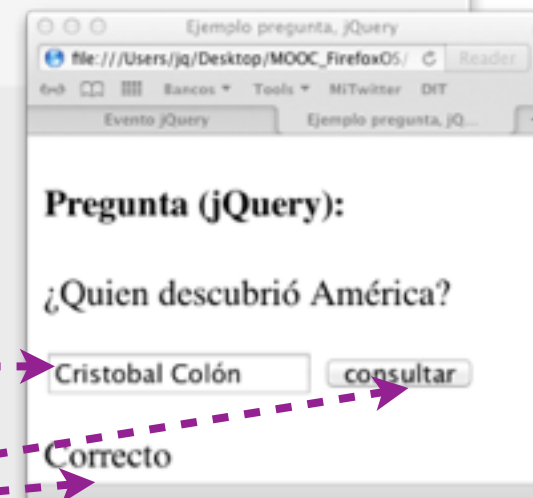 Ejemplo pregunta, jQuery
file:///Users/jq/Desktop/MOOC_FirefoxOS/ Reader
Bancos Tools MiTwitter DIT
Evento jQuery Ejemplo pregunta, jQ...
Pregunta (jQuery):
¿Quien descubrió América?
Cristobal Colón consultar
Correcto